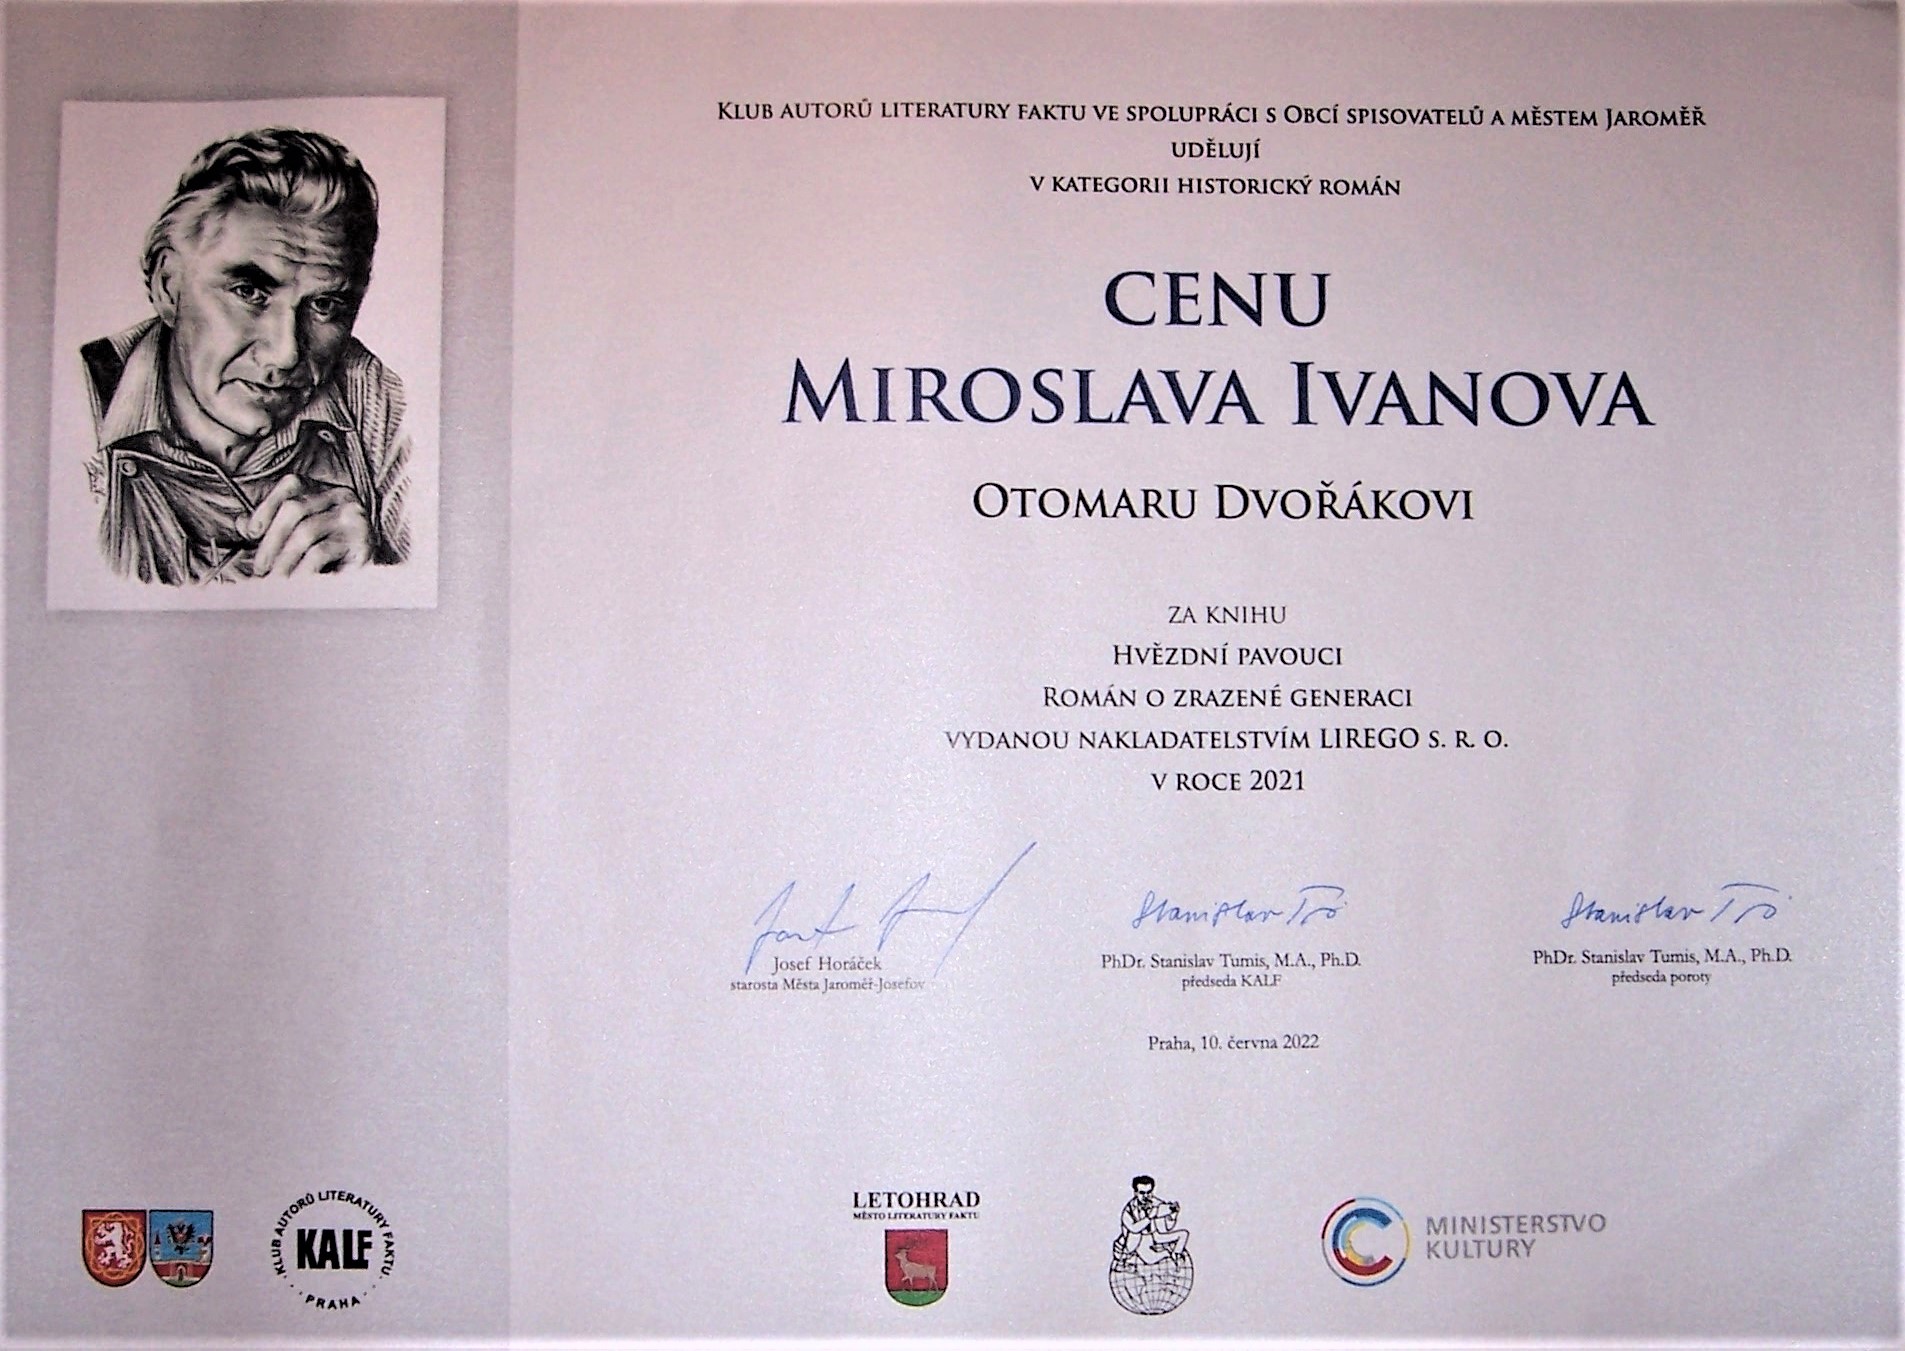 Klub autorů literatury faktu ve spolupráci s Obcí spisovatelů a městem Jaroměř
udělují
v kategorii historický román
CENU
Miroslava Ivanova
Otomaru Dvořákovi
za knihu
Hvězdní pavouci
Román o zrazené generaci
vydanou nakladatelstvím LIREGO s. r. o.
v roce 2021
Josef Horáček
starosta Města Jaroměř-Josefov
PhDr. Stanislav Tumis, M.A., Ph.D.
předseda KALF
PhDr. Stanislav Tumis, M.A., Ph.D.
předseda poroty
Praha, 10. června 2022
KLUB AUTORŮ LITERATURY FAKTU
KALF
PRAHA
LETOHRAD
MĚSTO LITERATURY FAKTU
MINISTERSTVO
KULTURY